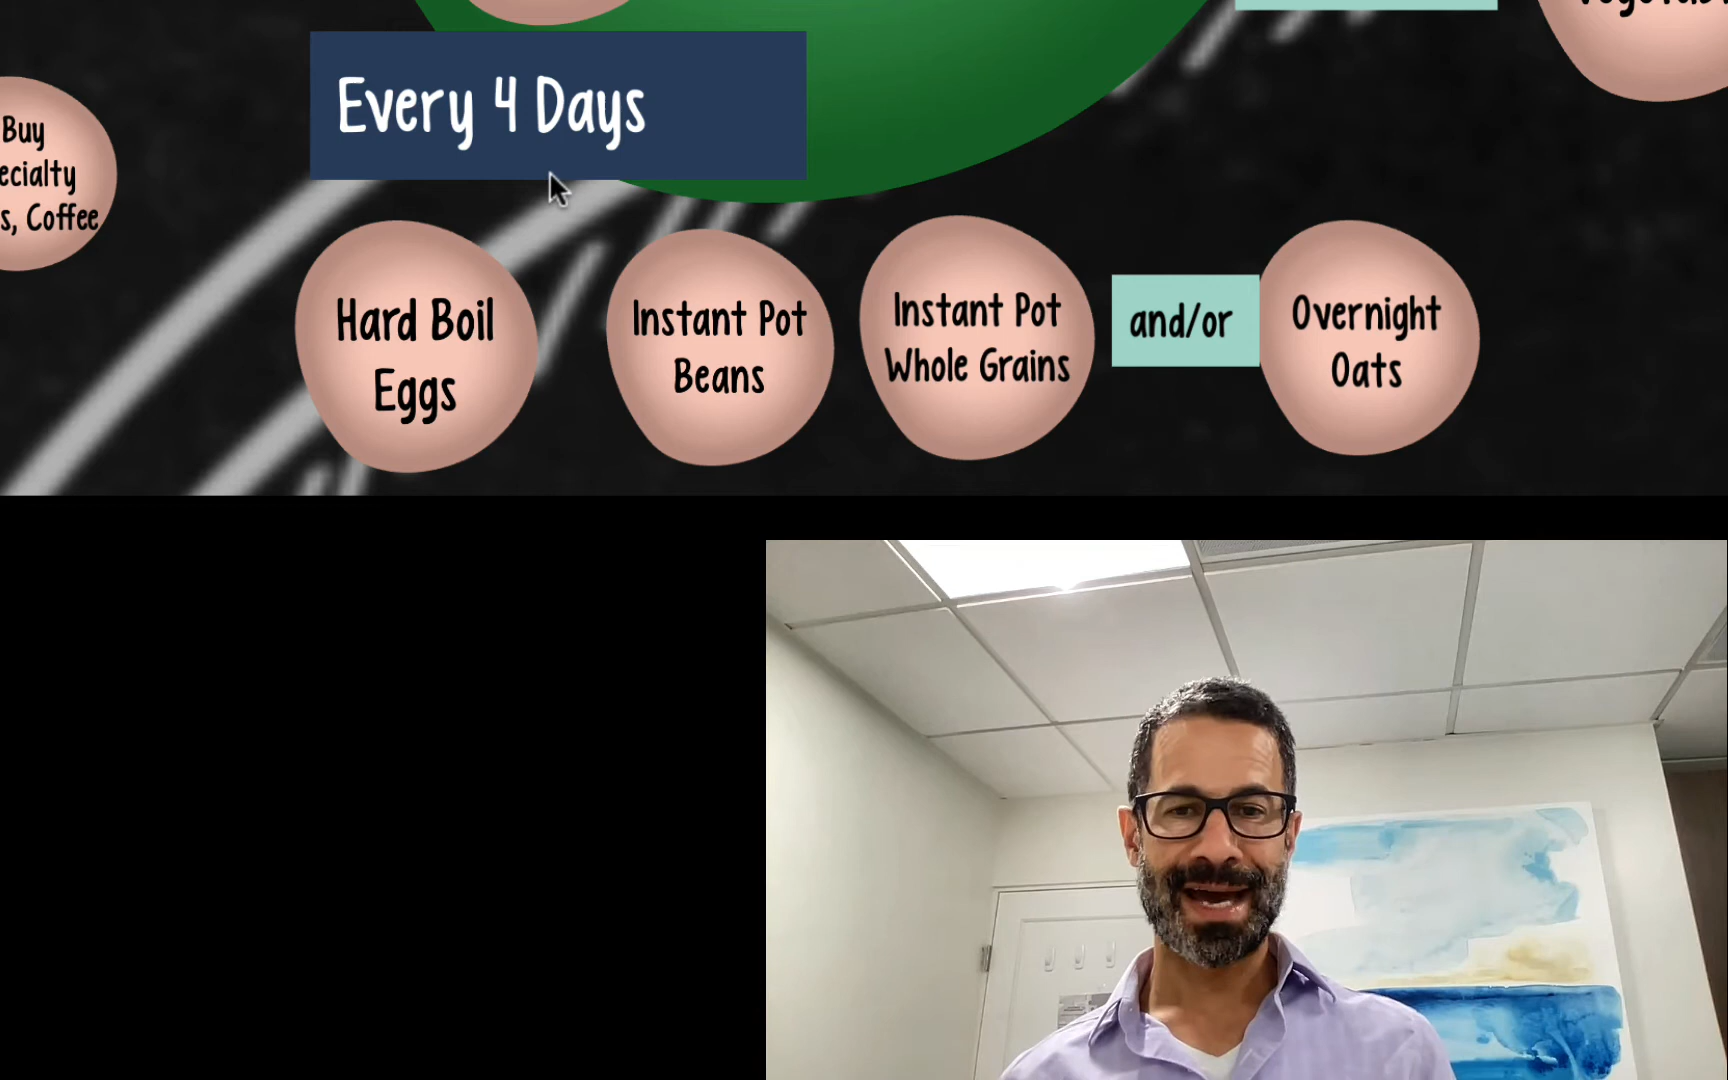 Every 4 Days
Buy
s, Coffee
Hard Boil
Eggs
Instant Pot
Beans
Instant Pot
Whole Grains
and/or
Overnight
Oats